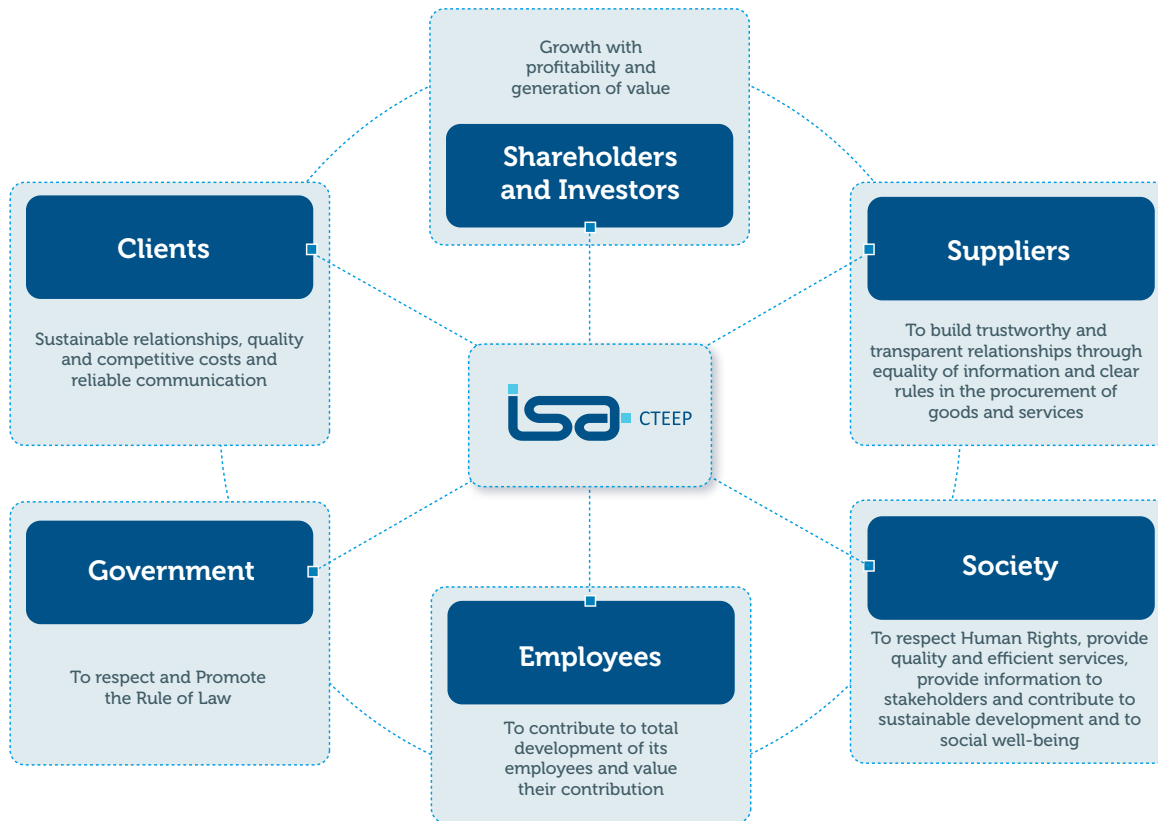 Growth with
profitability and
generation of value
Shareholders
and Investors
Clients
Sustainable relationships, quality
and competitive costs and
reliable communication
Suppliers
To build trustworthy and
transparent relationships through
equality of information and clear
rules in the procurement of
goods and services
isa CTEEP
Government
To respect and Promote
the Rule of Law
Employees
To contribute to total
development of its
employees and value
their contribution
Society
To respect Human Rights, provide
quality and efficient services,
provide information to
stakeholders and contribute to
sustainable development and to
social well-being